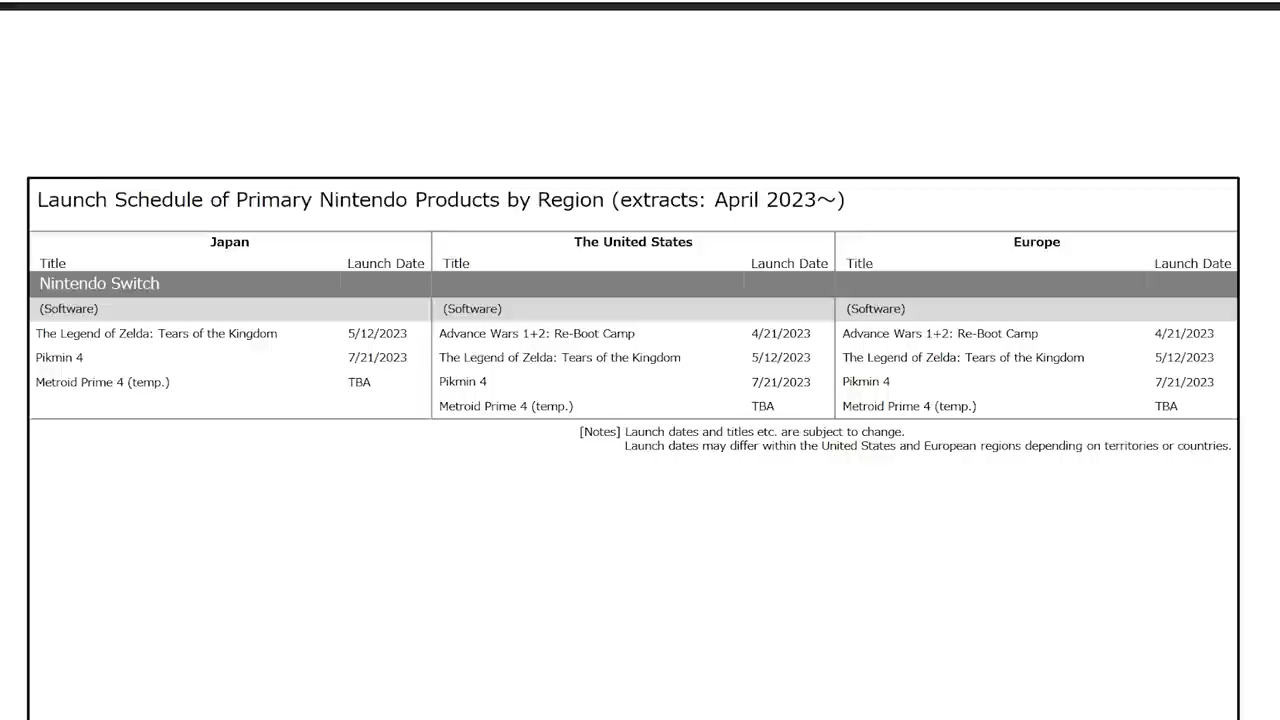 Launch Schedule of Primary Nintendo Products by Region (extracts: April 2023～)
Japan The United States Europe
Title Launch Date Title Launch Date Title Launch Date
Nintendo Switch
(Software) (Software) (Software)
The Legend of Zelda: Tears of the Kingdom 5/12/2023 Advance Wars 1+2: Re-Boot Camp 4/21/2023 Advance Wars 1+2: Re-Boot Camp 4/21/2023
Pikmin 4 7/21/2023 The Legend of Zelda: Tears of the Kingdom 5/12/2023 The Legend of Zelda: Tears of the Kingdom 5/12/2023
Metroid Prime 4 (temp.) TBA Pikmin 4 7/21/2023 Pikmin 4 7/21/2023
Metroid Prime 4 (temp.) TBA Metroid Prime 4 (temp.) TBA
[Notes] Launch dates and titles etc. are subject to change.
Launch dates may differ within the United States and European regions depending on territories or countries.